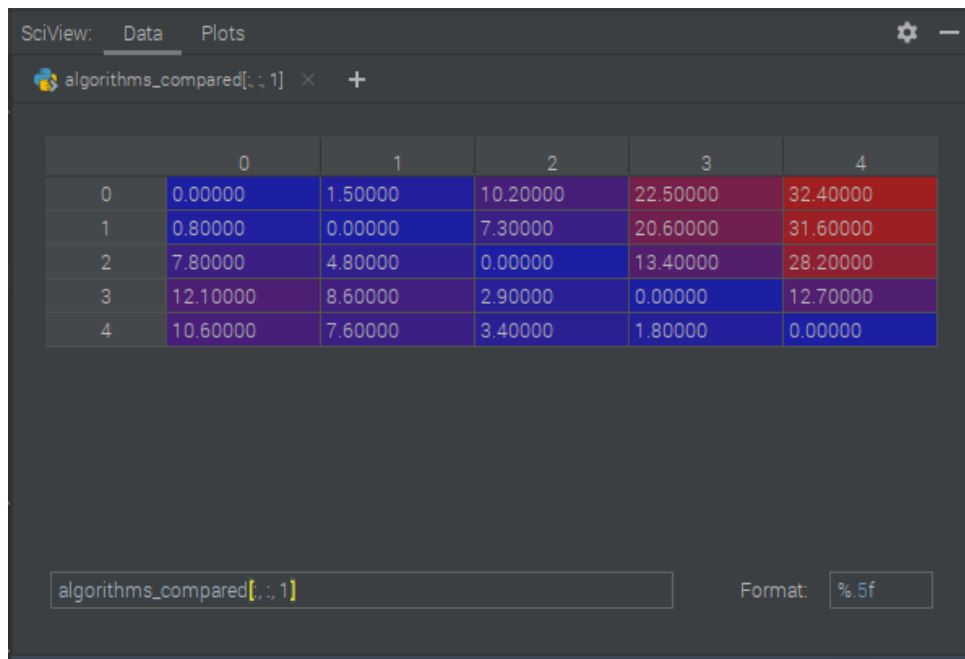 SciView: Data Plots
algorithms_compared[:, :, 1]
0 1 2 3 4
0 0.00000 1.50000 10.20000 22.50000 32.40000
1 0.80000 0.00000 7.30000 20.60000 31.60000
2 7.80000 4.80000 0.00000 13.40000 28.20000
3 12.10000 8.60000 2.90000 0.00000 12.70000
4 10.60000 7.60000 3.40000 1.80000 0.00000
algorithms_compared[:, :, 1] Format: %.5f